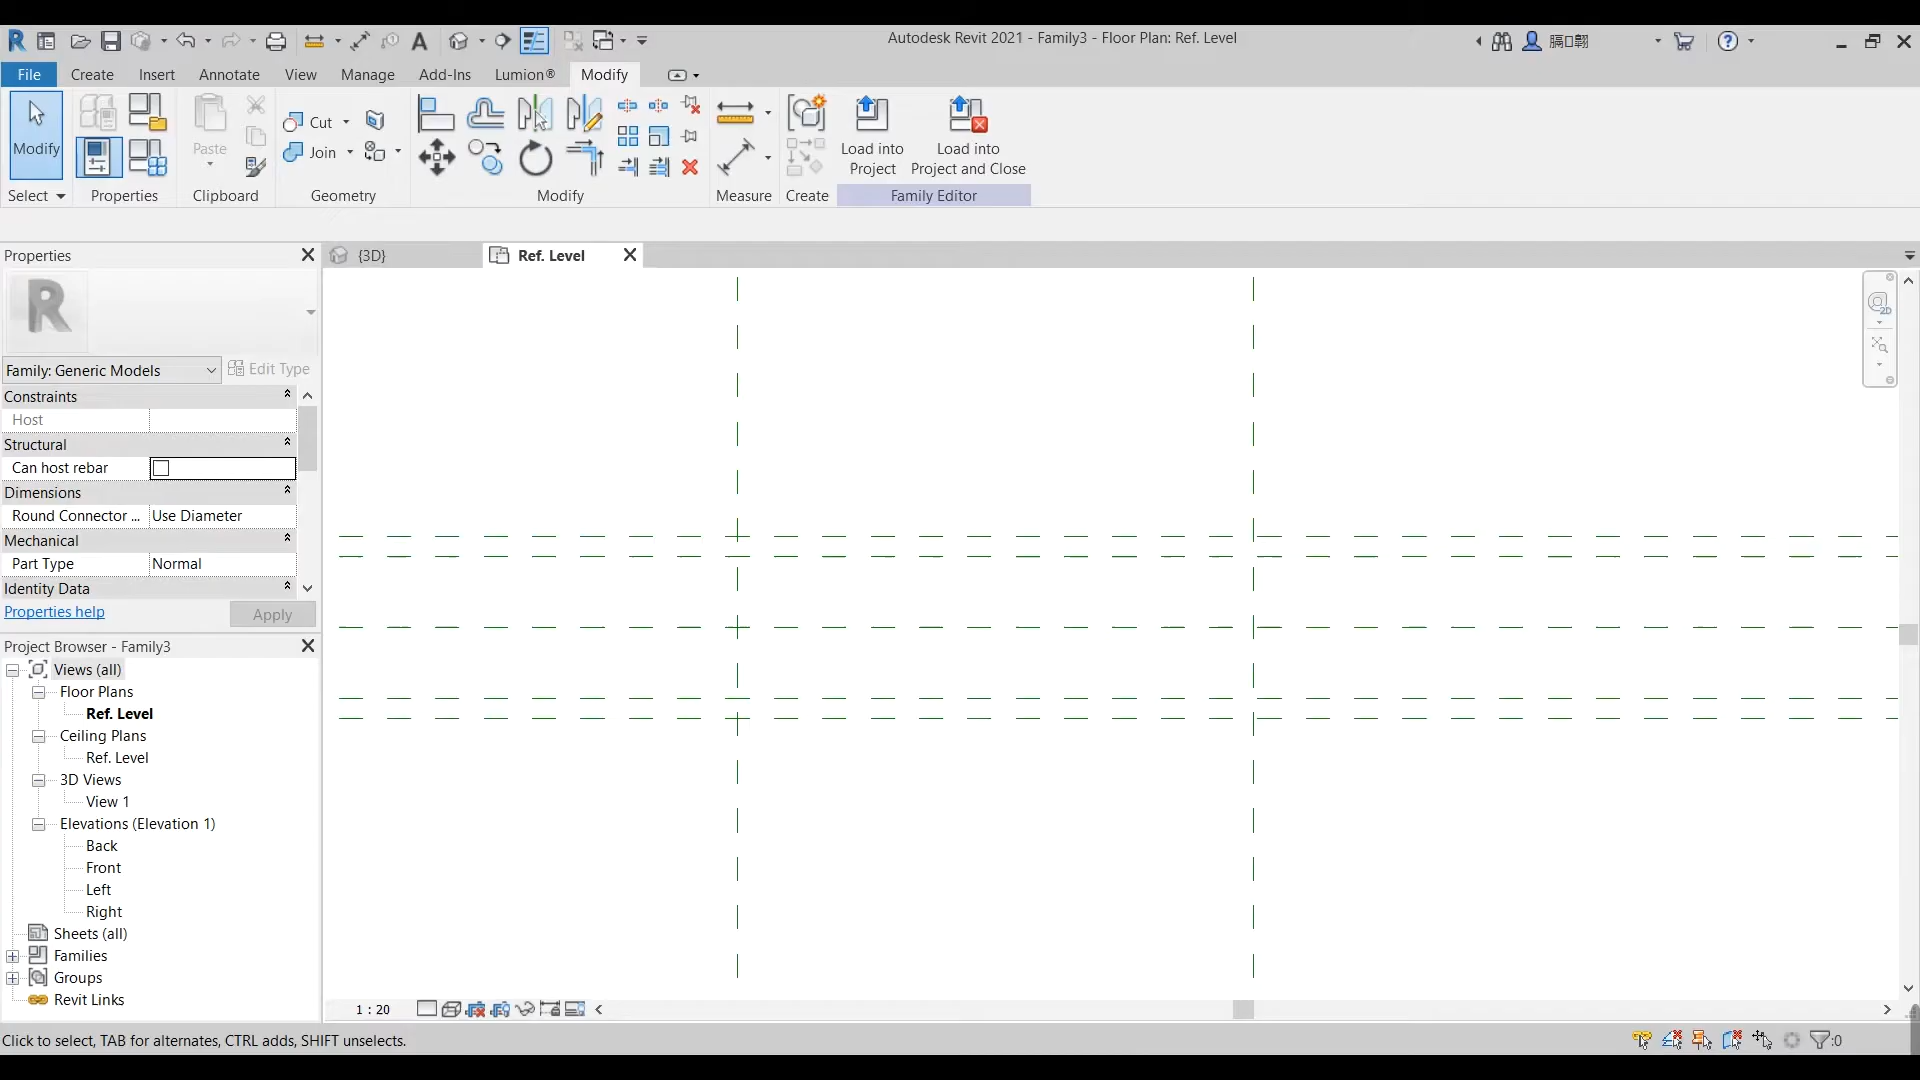 Autodesk Revit 2021 - Family3 - Floor Plan: Ref. Level
File Create Insert Annotate View Manage Add-Ins Lumion® Modify
Modify
Cut
Join
Paste
Load into Project
Load into Project and Close
Select Properties Clipboard Geometry Modify Measure Create Family Editor
Properties
{3D}
Ref. Level
2D
Family: Generic Models
Edit Type
Constraints
Host
Structural
Can host rebar
Dimensions
Round Connector ... Use Diameter
Mechanical
Part Type Normal
Identity Data
Properties help
Apply
Project Browser - Family3
Views (all)
Floor Plans
Ref. Level
Ceiling Plans
Ref. Level
3D Views
View 1
Elevations (Elevation 1)
Back
Front
Left
Right
Sheets (all)
Families
Groups
Revit Links
1 : 20
Click to select, TAB for alternates, CTRL adds, SHIFT unselects.
:0